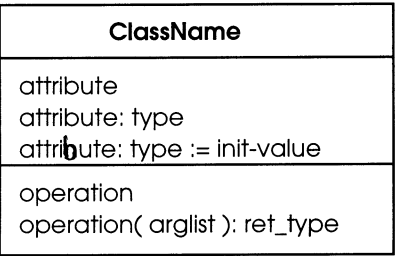 ClassName
attribute
attribute: type
attribute: type := init-value
operation
operation( arglist ): ret_type